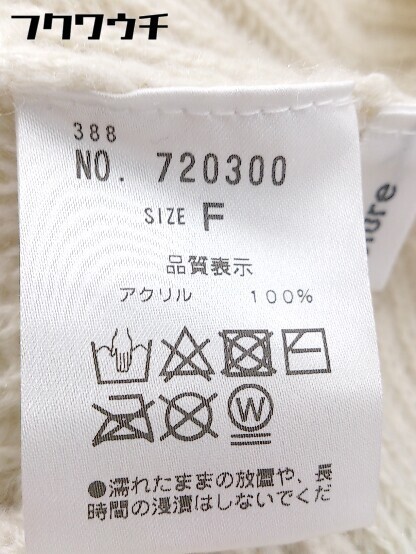 フクワウチ
388
NO. 720300
SIZE F
品質表示
アクリル 100%
W
●濡れたままの放置や、長
時間の浸漬はしないでくだ